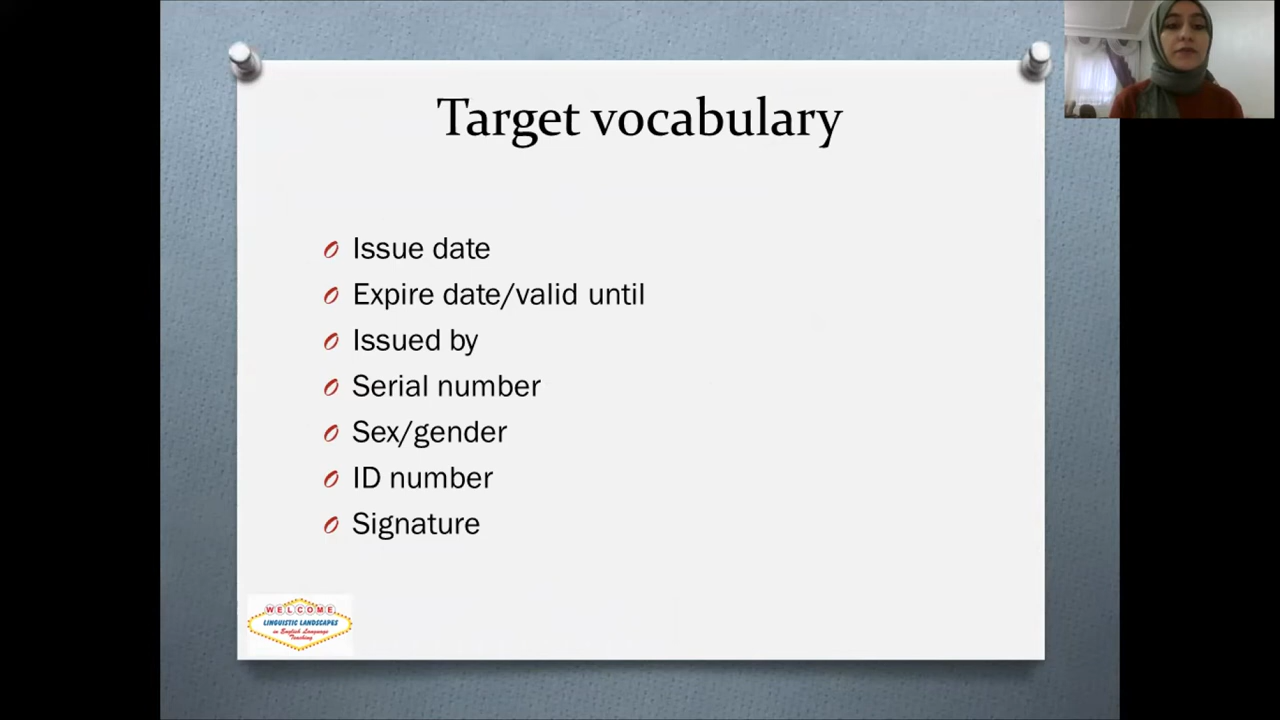 Target vocabulary
Issue date
Expire date/valid until
Issued by
Serial number
Sex/gender
ID number
Signature
WELCOME
LINGUISTIC LANDSCAPES
in English Language
Teaching